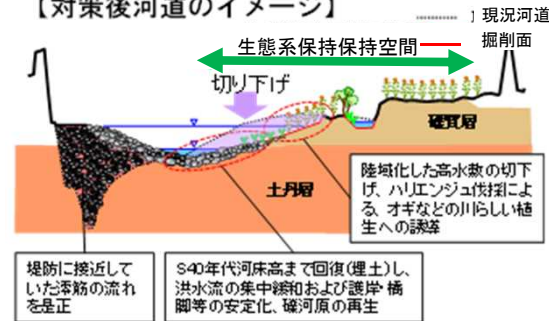 【対策後河道のイメージ】
現況河道
掘削面
生態系保持保持空間
切り下げ
礫質層
土丹層
陸域化した高水敷の切下
げ、ハリエンジュ伐採によ
る、オギなどの川らしい植
生への誘導
堤防に接近して
いた澪筋の流れ
を是正
S40年代河床高まで回復(埋土)し、
洪水流の集中緩和および護岸・橋
脚等の安定化、礫河原の再生